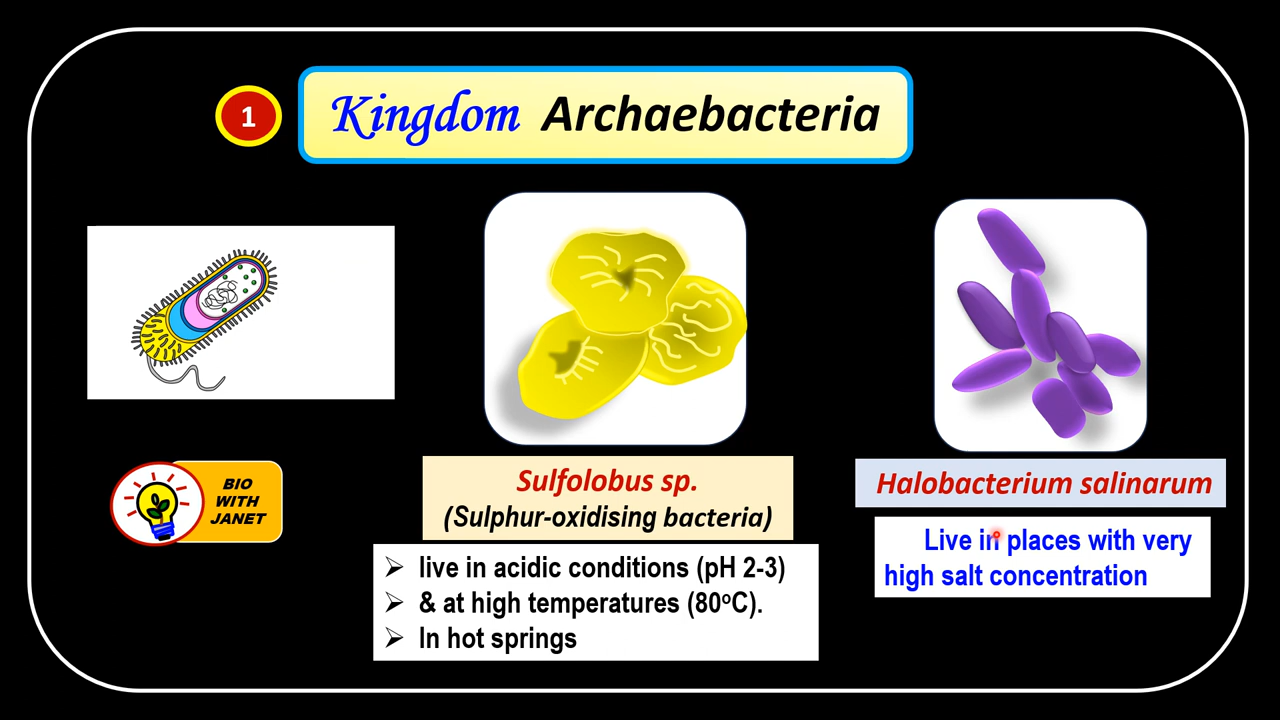 1
Kingdom Archaebacteria
BIO
WITH
JANET
Sulfolobus sp.
(Sulphur-oxidising bacteria)
➢ live in acidic conditions (pH 2-3)
➢ & at high temperatures (80ºC).
➢ In hot springs
Halobacterium salinarum
Live in places with very
high salt concentration